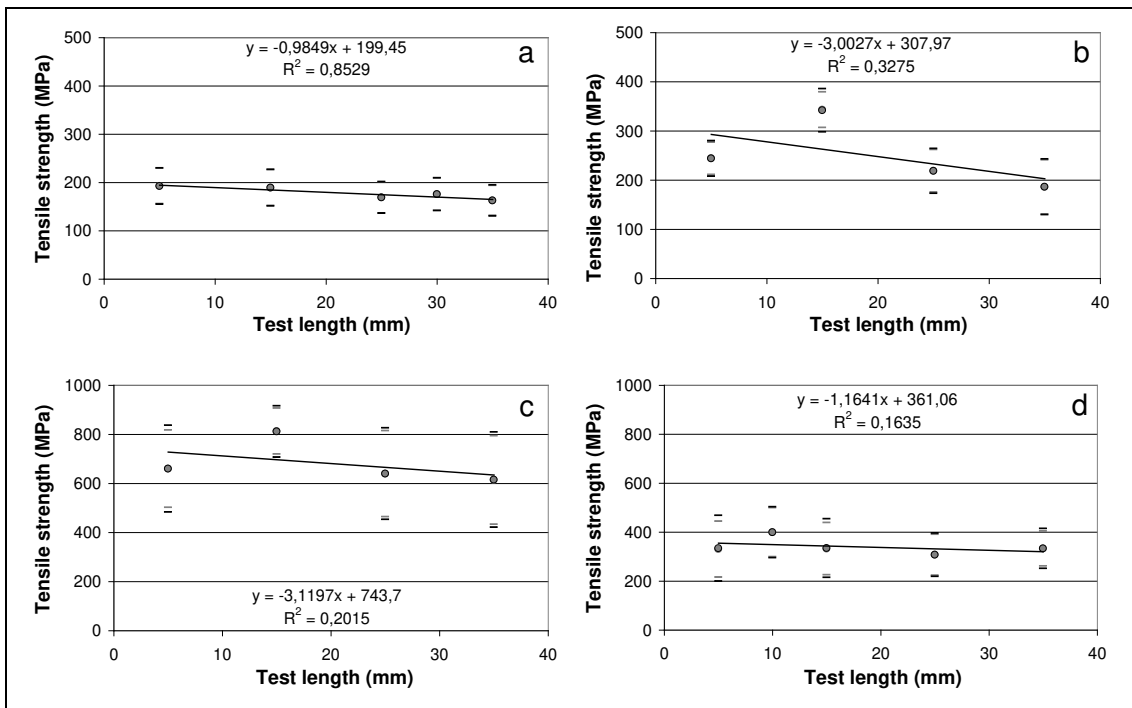 y = -0,9849x + 199,45
R² = 0,8529
a
Tensile strength (MPa)
500
400
300
200
100
0
0 10 20 30 40
Test length (mm)
y = -3,0027x + 307,97
R² = 0,3275
b
Tensile strength (MPa)
500
400
300
200
100
0
0 10 20 30 40
Test length (mm)
c
Tensile strength (MPa)
1000
800
600
400
200
0
y = -3,1197x + 743,7
R² = 0,2015
0 10 20 30 40
Test length (mm)
y = -1,1641x + 361,06
R² = 0,1635
d
Tensile strength (MPa)
1000
800
600
400
200
0
0 10 20 30 40
Test length (mm)